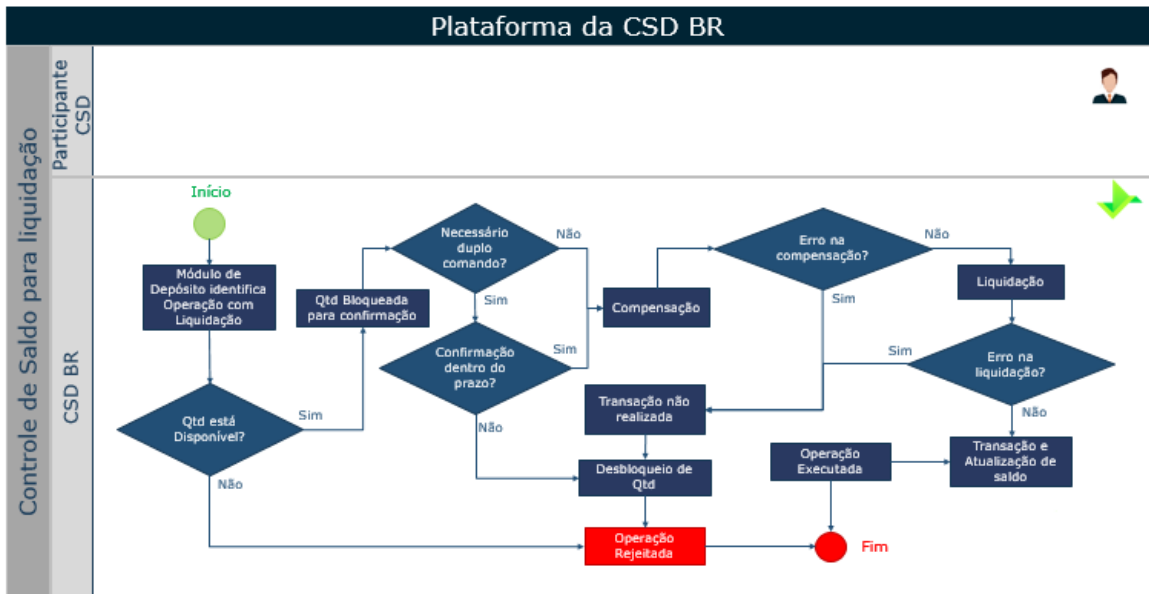 Plataforma da CSD BR
Controle de Saldo para liquidação
Participante
CSD
CSD BR
Início
Módulo de
Depósito identifica
Operação com
Liquidação
Qtd está
Disponível?
Sim
Não
Qtd Bloqueada
para confirmação
Necessário
duplo
comando?
Não
Sim
Confirmação
dentro do
prazo?
Sim
Não
Compensação
Erro na
compensação?
Não
Sim
Liquidação
Erro na
liquidação?
Sim
Não
Transação não
realizada
Desbloqueio de
Qtd
Operação
Rejeitada
Operação
Executada
Transação e
Atualização de
saldo
Fim